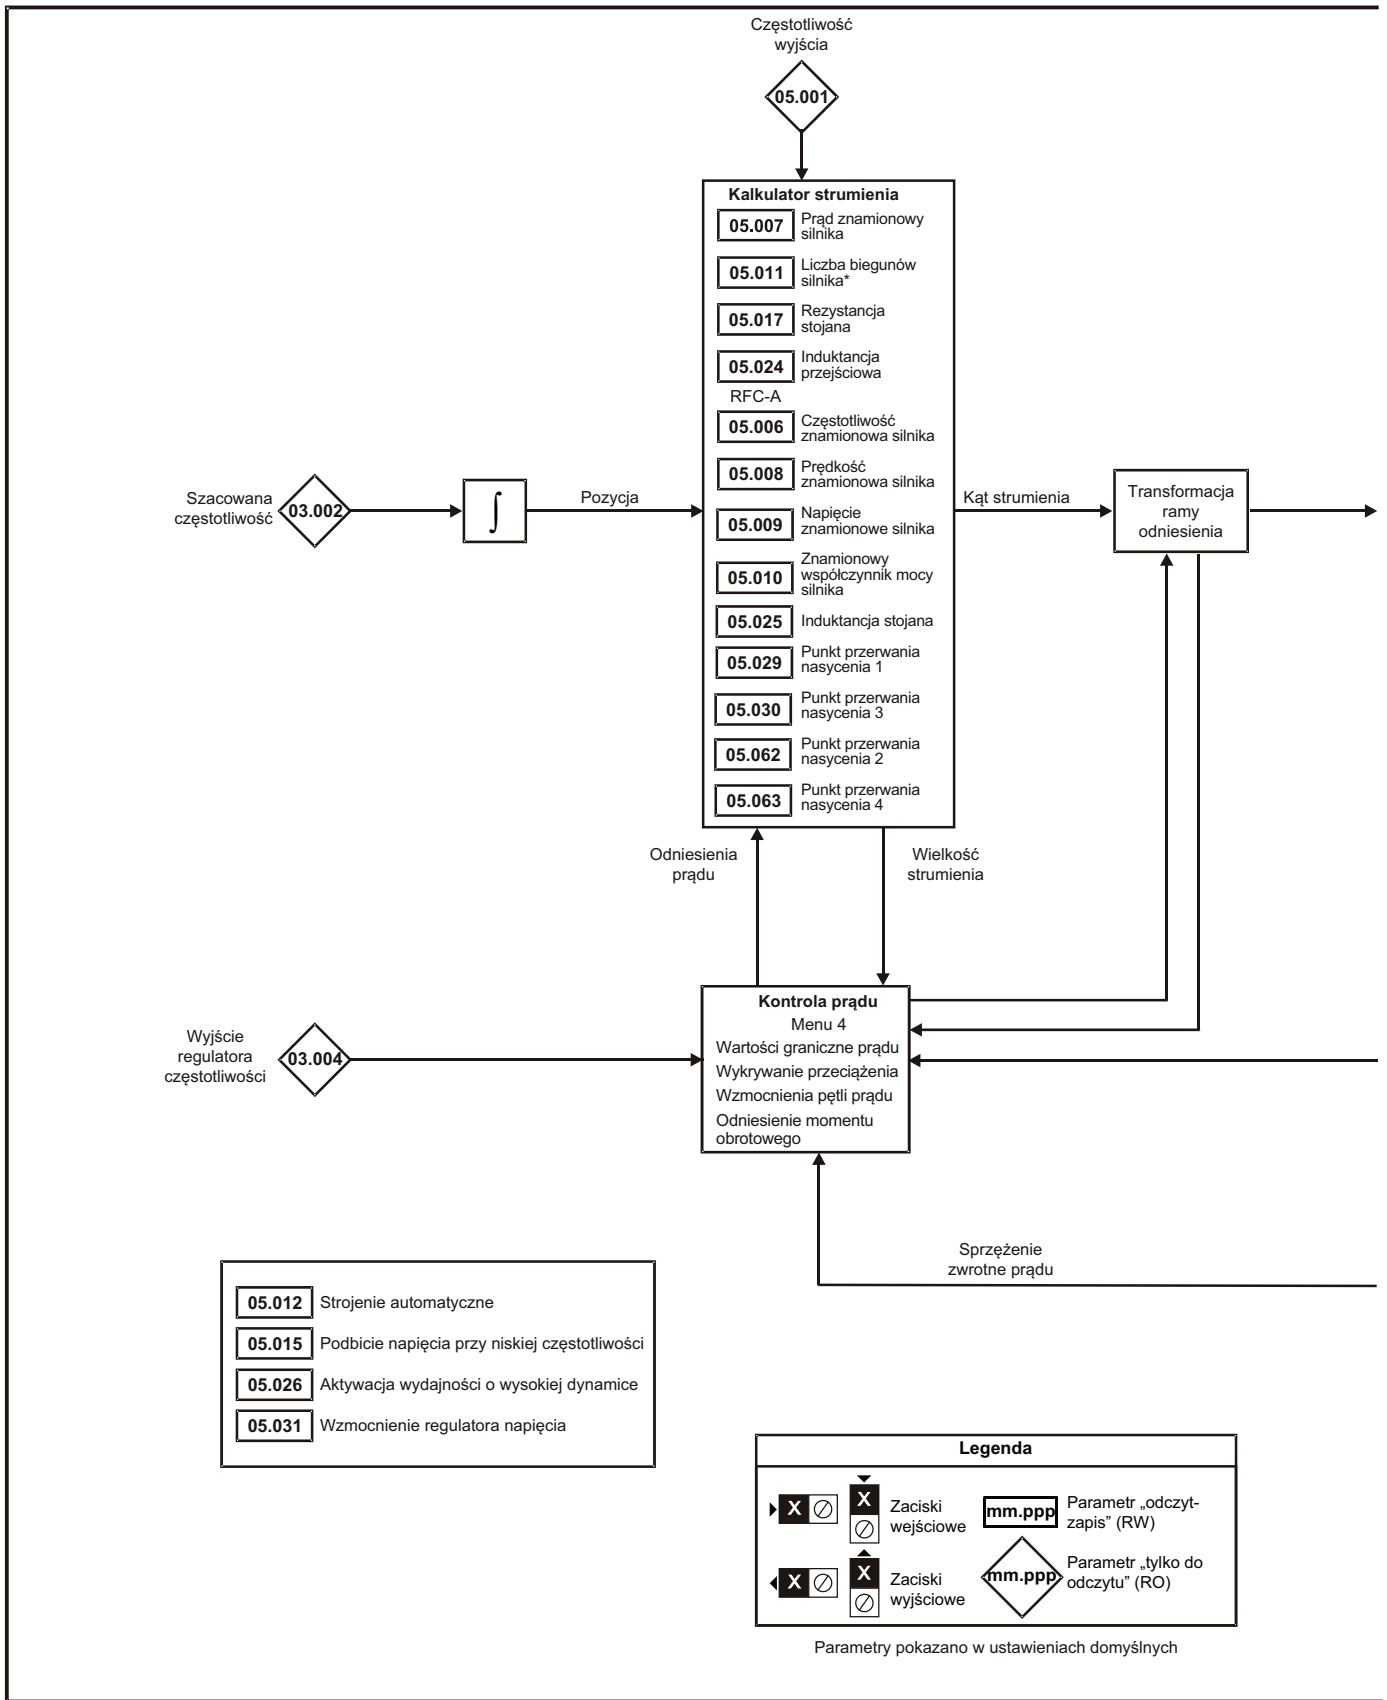 Częstotliwość
wyjścia
05.001
Kalkulator strumienia
05.007 Prąd znamionowy
silnika
05.011 Liczba biegunów
silnika*
05.017 Rezystancja
stojana
05.024 Induktancja
przejściowa
RFC-A
05.006 Częstotliwość
znamionowa silnika
05.008 Prędkość
znamionowa silnika
05.009 Napięcie
znamionowe silnika
05.010 Znamionowy
współczynnik mocy
silnika
05.025 Induktancja stojana
05.029 Punkt przerwania
nasycenia 1
05.030 Punkt przerwania
nasycenia 3
05.062 Punkt przerwania
nasycenia 2
05.063 Punkt przerwania
nasycenia 4
Szacowana
częstotliwość
03.002
∫
Pozycja
Kąt strumienia
Transformacja
ramy
odniesienia
Odniesienia
prądu
Wielkość
strumienia
Wyjście
regulatora
częstotliwości
03.004
Kontrola prądu
Menu 4
Wartości graniczne prądu
Wykrywanie przeciążenia
Wzmocnienia pętli prądu
Odniesienie momentu
obrotowego
Sprzężenie
zwrotne prądu
05.012 Strojenie automatyczne
05.015 Podbicie napięcia przy niskiej częstotliwości
05.026 Aktywacja wydajności o wysokiej dynamice
05.031 Wzmocnienie regulatora napięcia
Legenda
X
X
Zaciski
wejściowe
mm.ppp
Parametr „odczyt-
zapis” (RW)
X
X
Zaciski
wyjściowe
mm.ppp
Parametr „tylko do
odczytu” (RO)
Parametry pokazano w ustawieniach domyślnych